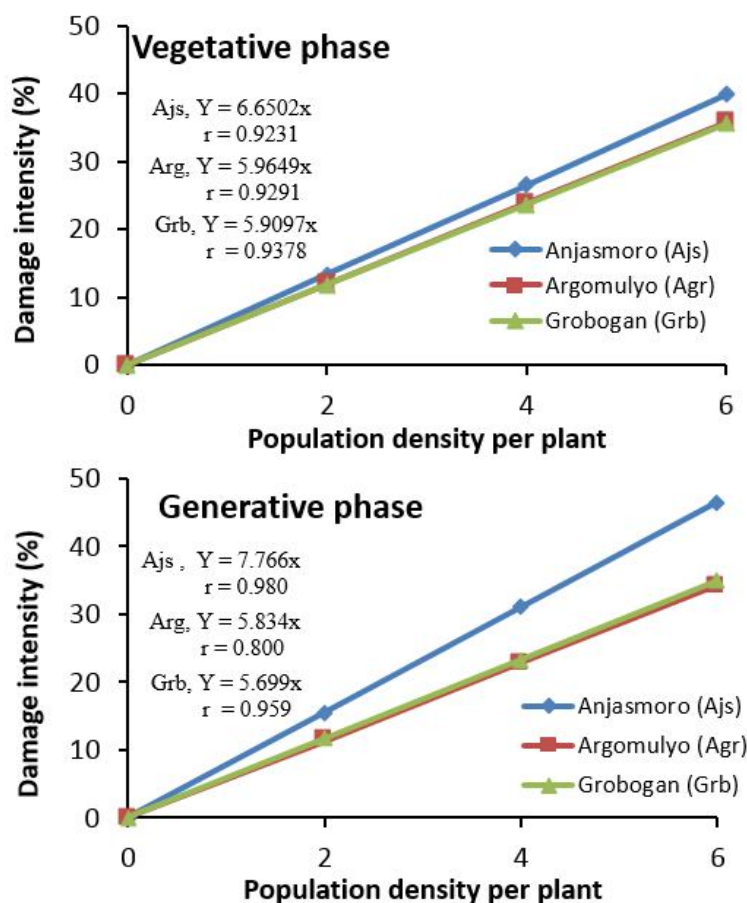 Vegetative phase
Damage intensity (%)
50
40
30
20
10
0
Ajs, Y = 6.6502x
r = 0.9231
Arg, Y = 5.9649x
r = 0.9291
Grb, Y = 5.9097x
r = 0.9378
Anjasmoro (Ajs)
Argomulyo (Agr)
Grobogan (Grb)
0 2 4 6
Population density per plant
Generative phase
Damage intensity (%)
50
40
30
20
10
0
Ajs , Y = 7.766x
r = 0.980
Arg, Y = 5.834x
r = 0.800
Grb, Y = 5.699x
r = 0.959
Anjasmoro (Ajs)
Argomulyo (Agr)
Grobogan (Grb)
0 2 4 6
Population density per plant